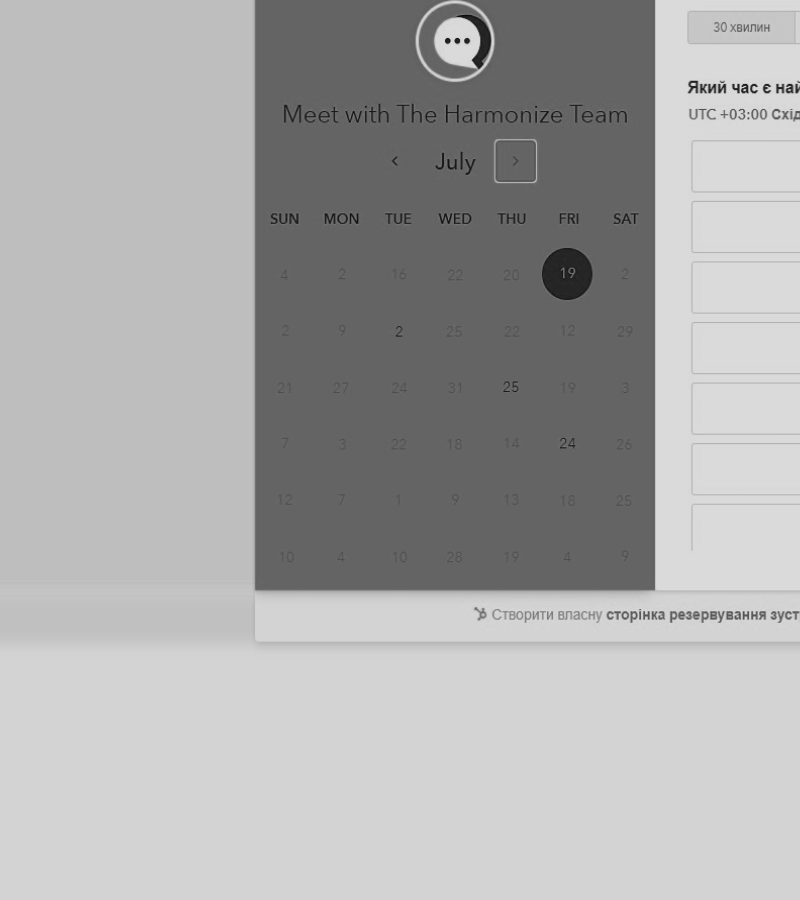 30 хвилин
Meet with The Harmonize Team
Який час є най
UTC +03:00 Схід
July
SUN MON TUE WED THU FRI SAT
4 2 16 22 20 19 2
2 9 2 25 22 12 29
21 27 24 31 25 19 3
7 3 22 18 14 24 26
12 7 1 9 13 18 25
10 4 10 28 19 4 9
Створити власну сторінка резервування зуст